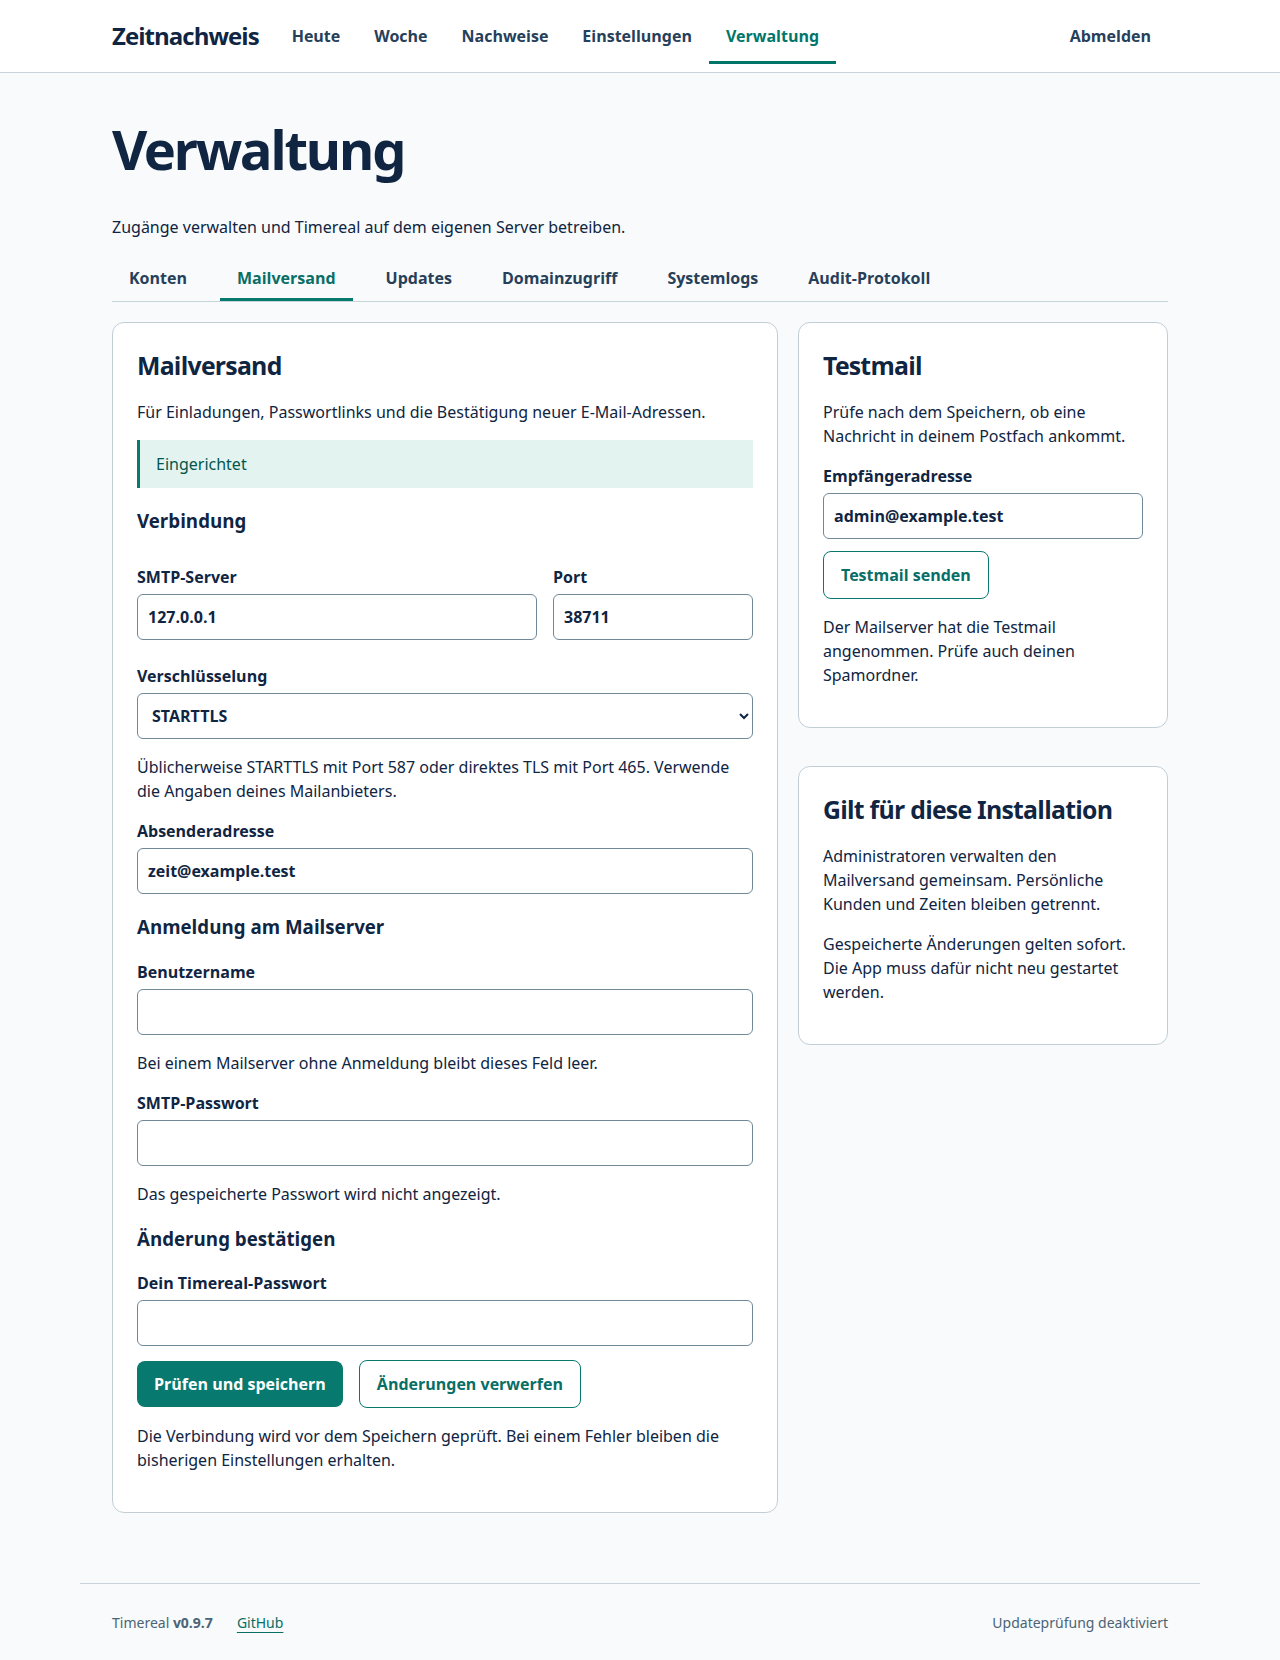 Zeitnachweis
Heute
Woche
Nachweise
Einstellungen
Verwaltung
Abmelden
Verwaltung
Zugänge verwalten und Timereal auf dem eigenen Server betreiben.
Konten
Mailversand
Updates
Domainzugriff
Systemlogs
Audit-Protokoll
Mailversand
Für Einladungen, Passwortlinks und die Bestätigung neuer E-Mail-Adressen.
Eingerichtet
Verbindung
SMTP-Server
Port
127.0.0.1
38711
Verschlüsselung
STARTTLS
Üblicherweise STARTTLS mit Port 587 oder direktes TLS mit Port 465. Verwende
die Angaben deines Mailanbieters.
Absenderadresse
zeit@example.test
Anmeldung am Mailserver
Benutzername
Bei einem Mailserver ohne Anmeldung bleibt dieses Feld leer.
SMTP-Passwort
Das gespeicherte Passwort wird nicht angezeigt.
Änderung bestätigen
Dein Timereal-Passwort
Prüfen und speichern
Änderungen verwerfen
Die Verbindung wird vor dem Speichern geprüft. Bei einem Fehler bleiben die
bisherigen Einstellungen erhalten.
Testmail
Prüfe nach dem Speichern, ob eine
Nachricht in deinem Postfach ankommt.
Empfängeradresse
admin@example.test
Testmail senden
Der Mailserver hat die Testmail
angenommen. Prüfe auch deinen
Spamordner.
Gilt für diese Installation
Administratoren verwalten den
Mailversand gemeinsam. Persönliche
Kunden und Zeiten bleiben getrennt.
Gespeicherte Änderungen gelten sofort.
Die App muss dafür nicht neu gestartet
werden.
Timereal v0.9.7
GitHub
Updateprüfung deaktiviert